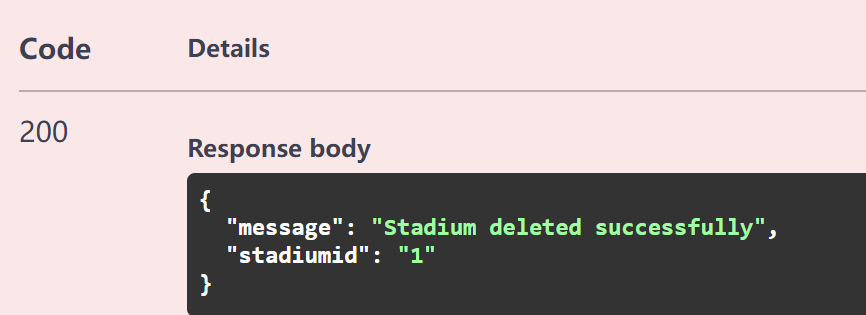 Code Details
200
Response body
{
  "message": "Stadium deleted successfully",
  "stadiumid": "1"
}